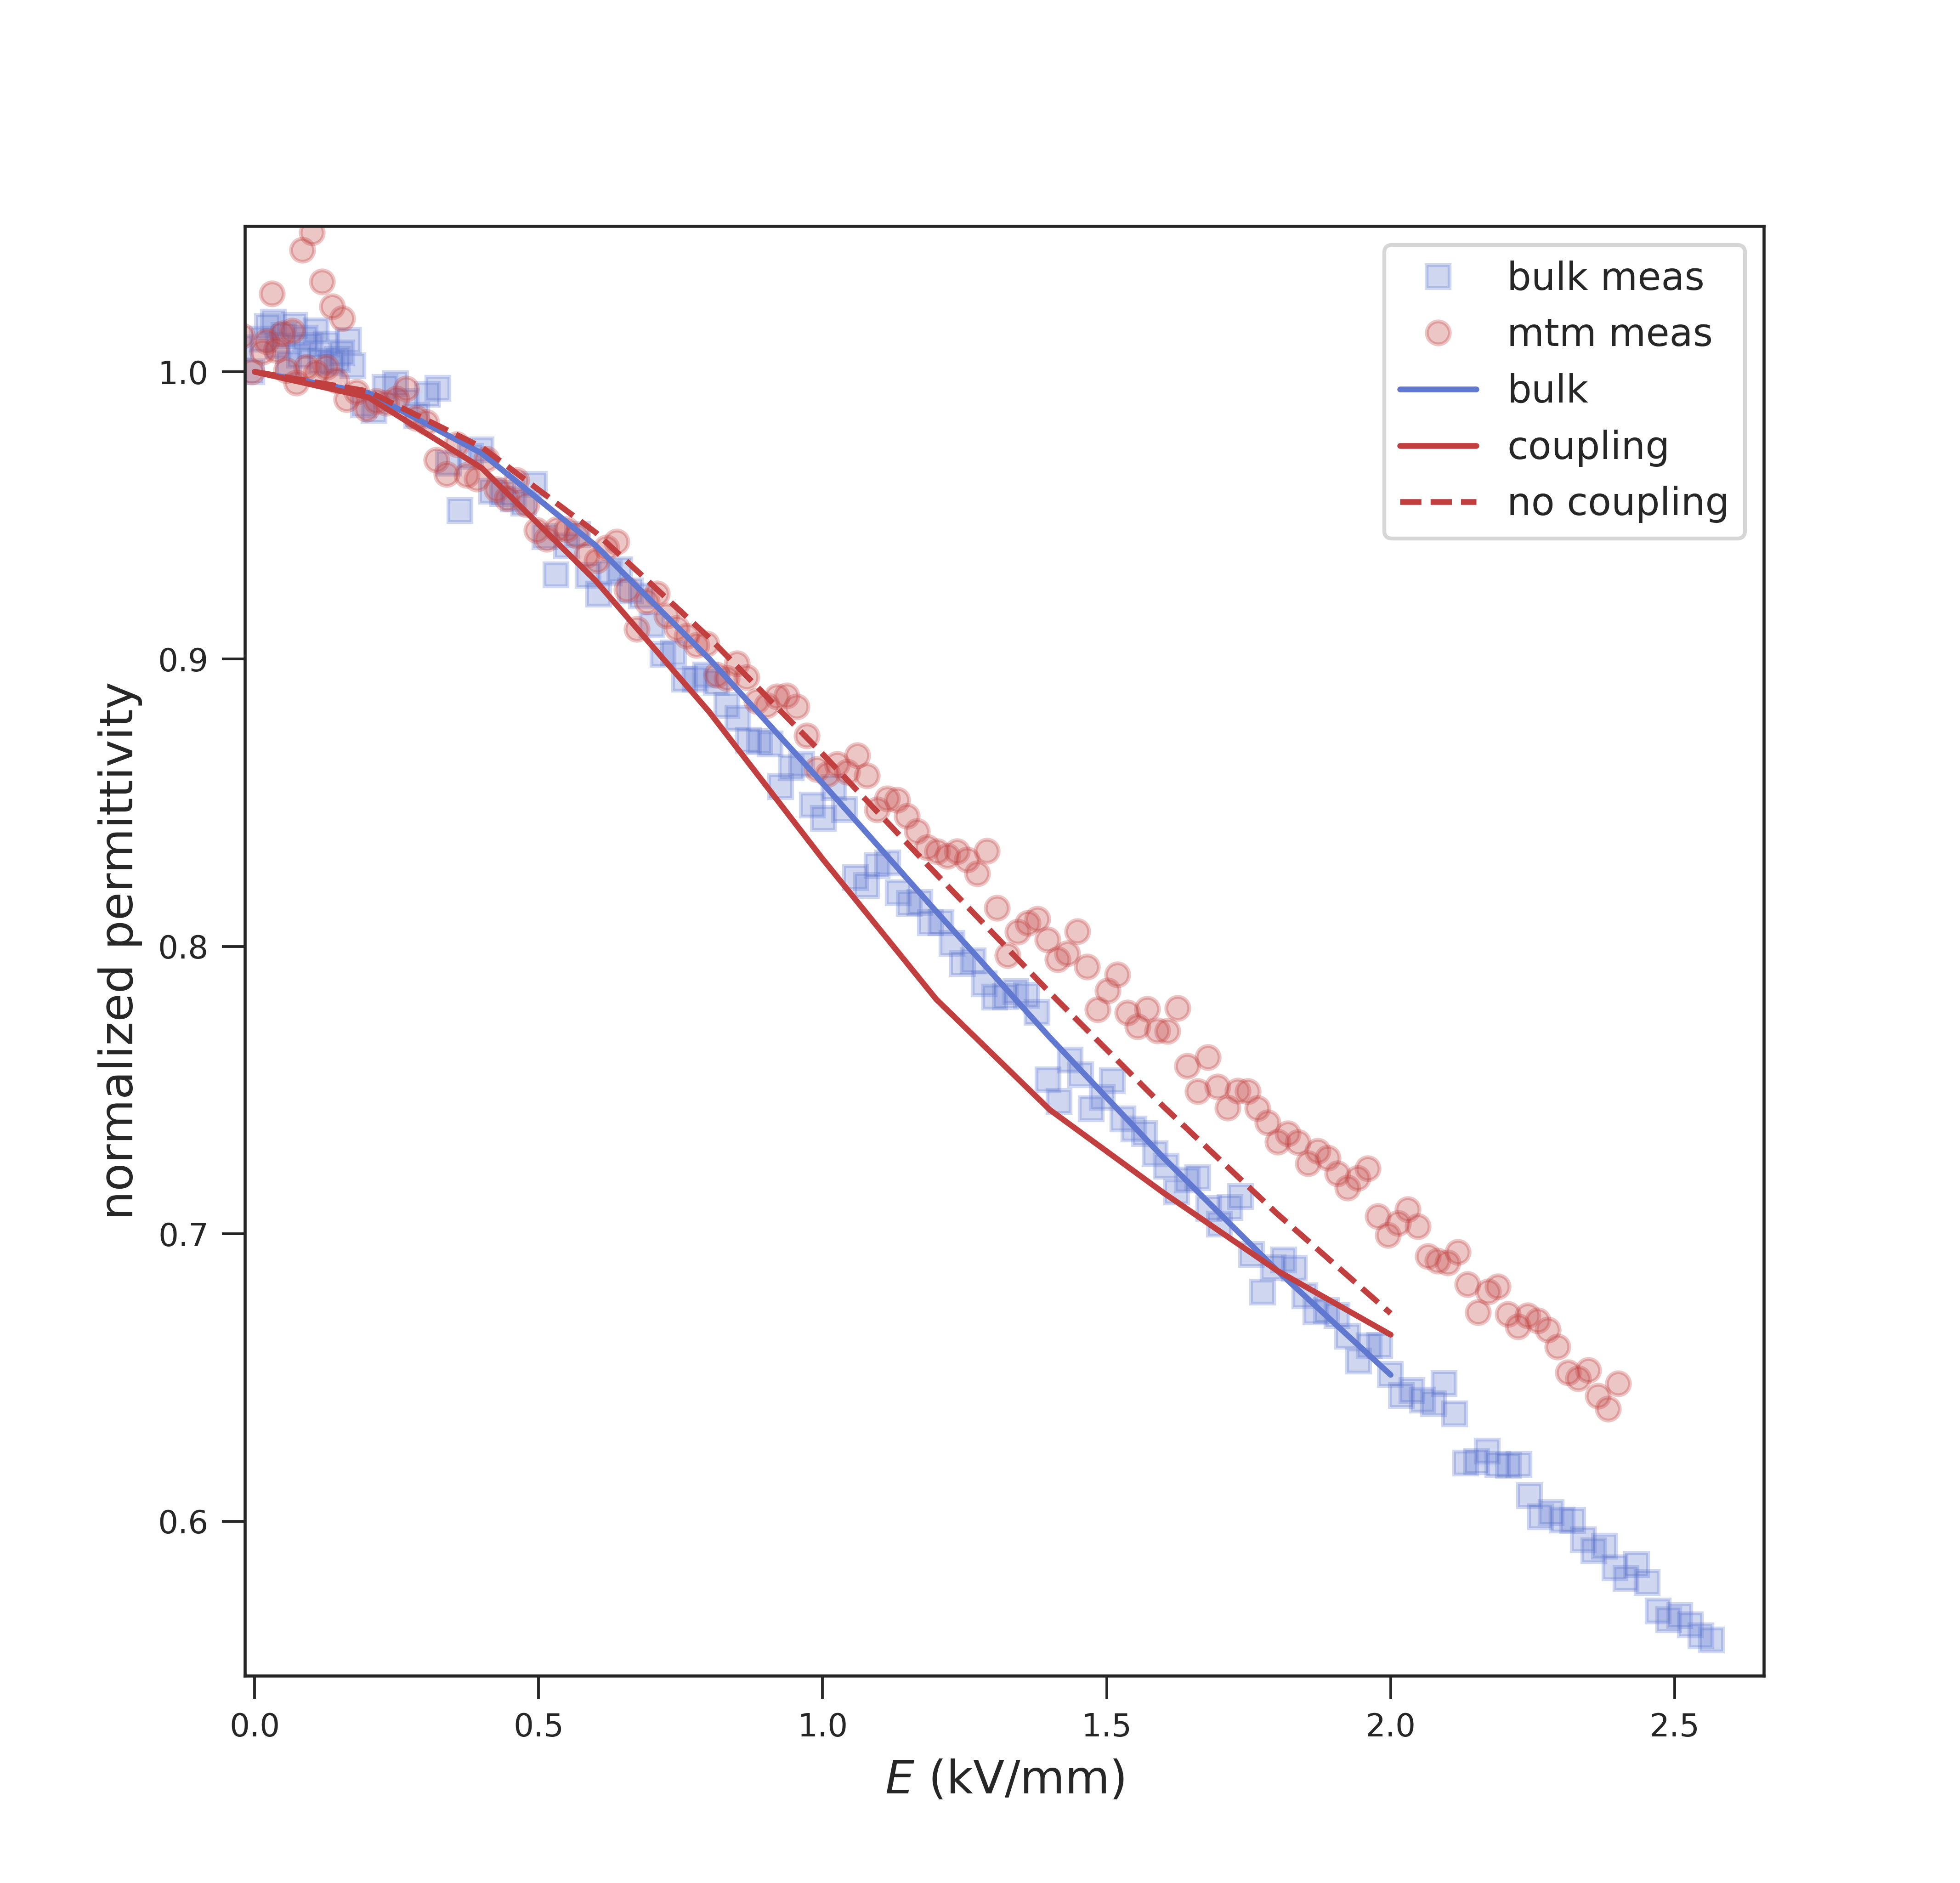 bulk meas
mtm meas
bulk
coupling
no coupling
normalized permittivity
1.0
0.9
0.8
0.7
0.6
0.0 0.5 1.0 1.5 2.0 2.5
E (kV/mm)